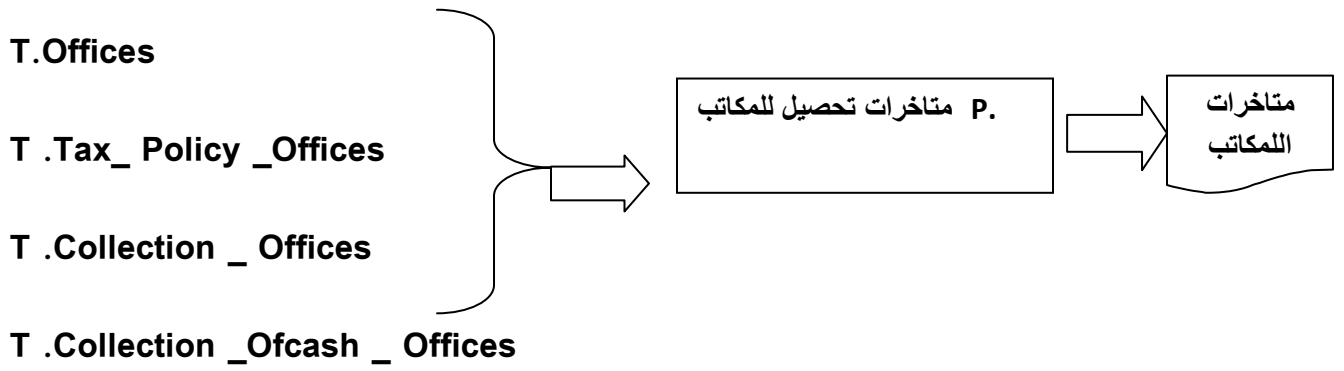 T.Offices
T .Tax_ Policy _Offices
T .Collection _ Offices
T .Collection _Ofcash _ Offices
P. متاخرات تحصيل للمكاتب
متاخرات
اللمكاتب